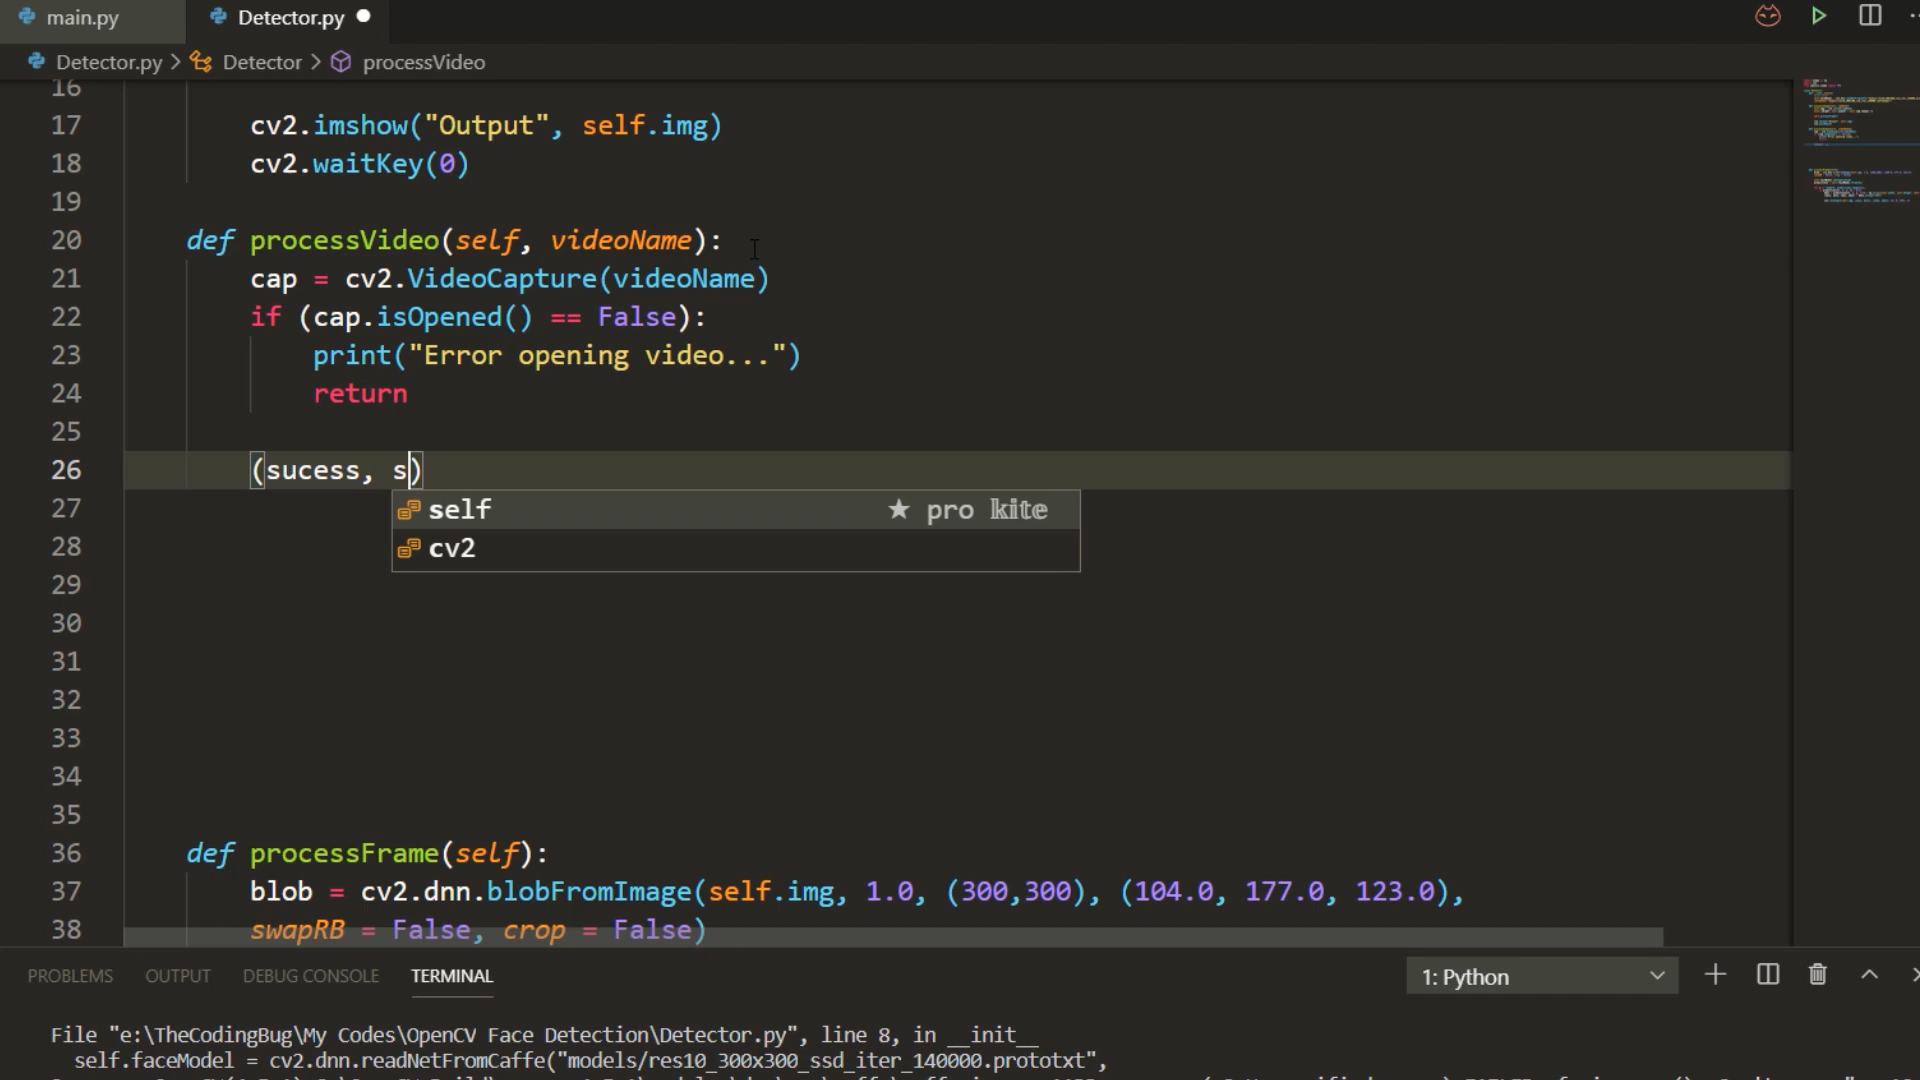 main.py
Detector.py
Detector.py > Detector > processVideo
16
17 cv2.imshow("Output", self.img)
18 cv2.waitKey(0)
19
20 def processVideo(self, videoName):
21 cap = cv2.VideoCapture(videoName)
22 if (cap.isOpened() == False):
23 print("Error opening video...")
24 return
25
26 (sucess, s)
27 self ★ pro kite
28 cv2
29
30
31
32
33
34
35
36 def processFrame(self):
37 blob = cv2.dnn.blobFromImage(self.img, 1.0, (300,300), (104.0, 177.0, 123.0),
38 swapRB = False, crop = False)
PROBLEMS OUTPUT DEBUG CONSOLE TERMINAL 1: Python
File "e:\TheCodingBug\My Codes\OpenCV Face Detection\Detector.py", line 8, in __init__
self.faceModel = cv2.dnn.readNetFromCaffe("models/res10_300x300_ssd_iter_140000.prototxt",